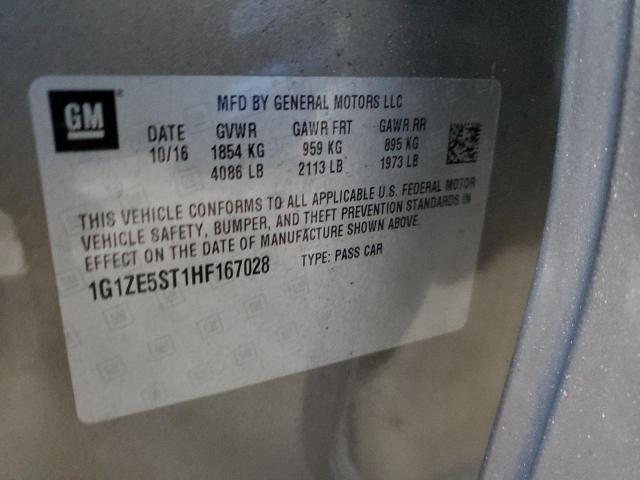 GM®
MFD BY GENERAL MOTORS LLC
DATE GVWR GAWR FRT GAWR RR
10/16 1854 KG 959 KG 895 KG
4086 LB 2113 LB 1973 LB
THIS VEHICLE CONFORMS TO ALL APPLICABLE U.S. FEDERAL MOTOR
VEHICLE SAFETY, BUMPER, AND THEFT PREVENTION STANDARDS IN
EFFECT ON THE DATE OF MANUFACTURE SHOWN ABOVE.
1G1ZE5ST1HF167028 TYPE: PASS CAR